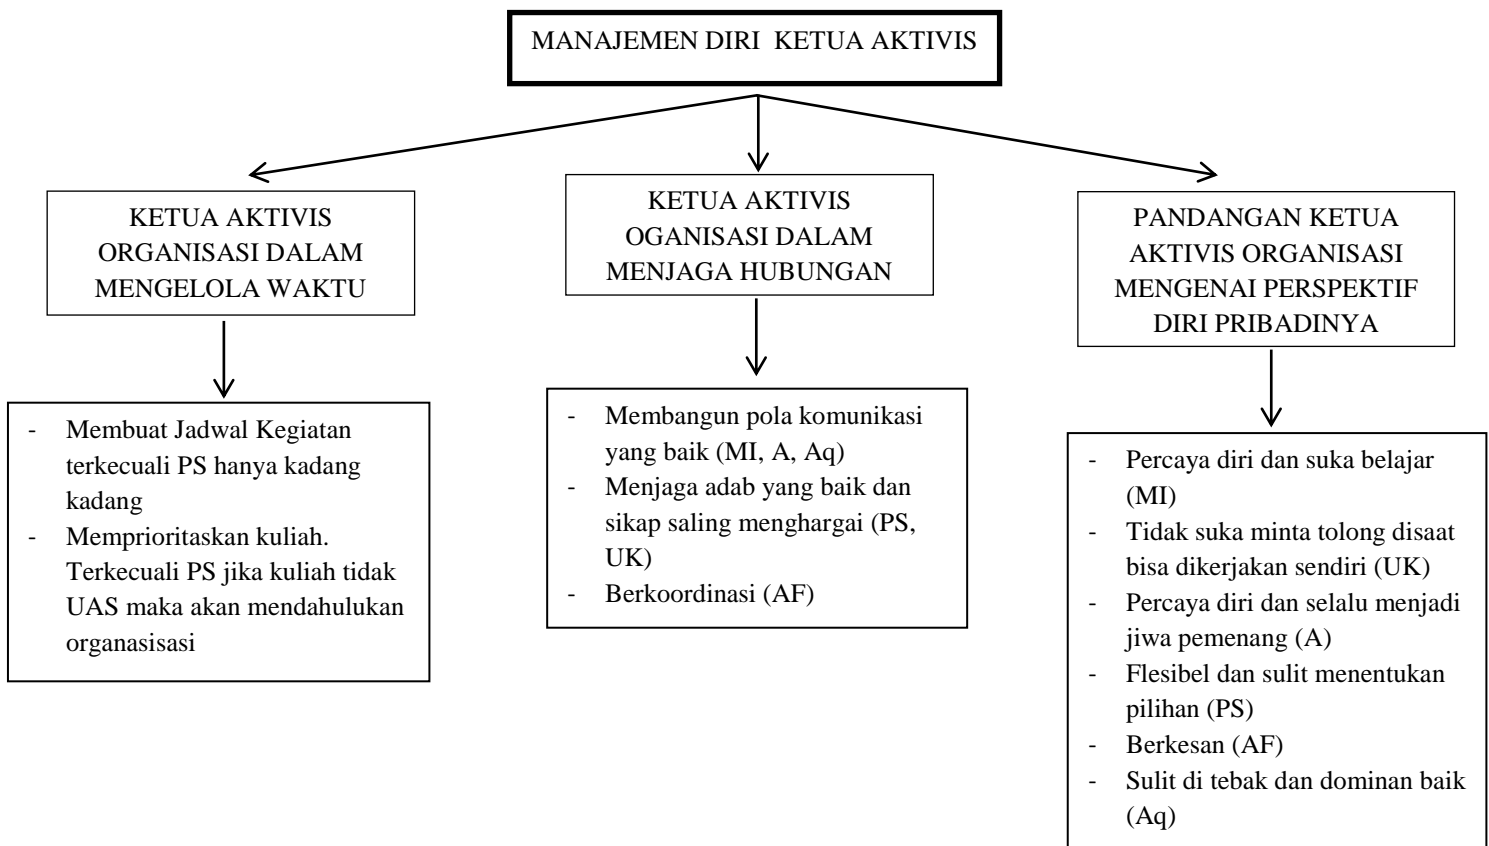 MANAJEMEN DIRI KETUA AKTIVIS
KETUA AKTIVIS
ORGANISASI DALAM
MENGELOLA WAKTU
KETUA AKTIVIS
OGANISASI DALAM
MENJAGA HUBUNGAN
PANDANGAN KETUA
AKTIVIS ORGANISASI
MENGENAI PERSPEKTIF
DIRI PRIBADINYA
- Membuat Jadwal Kegiatan
terkecuali PS hanya kadang
kadang
- Memprioritaskan kuliah.
Terkecuali PS jika kuliah tidak
UAS maka akan mendahulukan
organasisasi
- Membangun pola komunikasi
yang baik (MI, A, Aq)
- Menjaga adab yang baik dan
sikap saling menghargai (PS,
UK)
- Berkoordinasi (AF)
- Percaya diri dan suka belajar
(MI)
- Tidak suka minta tolong disaat
bisa dikerjakan sendiri (UK)
- Percaya diri dan selalu menjadi
jiwa pemenang (A)
- Flesibel dan sulit menentukan
pilihan (PS)
- Berkesan (AF)
- Sulit di tebak dan dominan baik
(Aq)